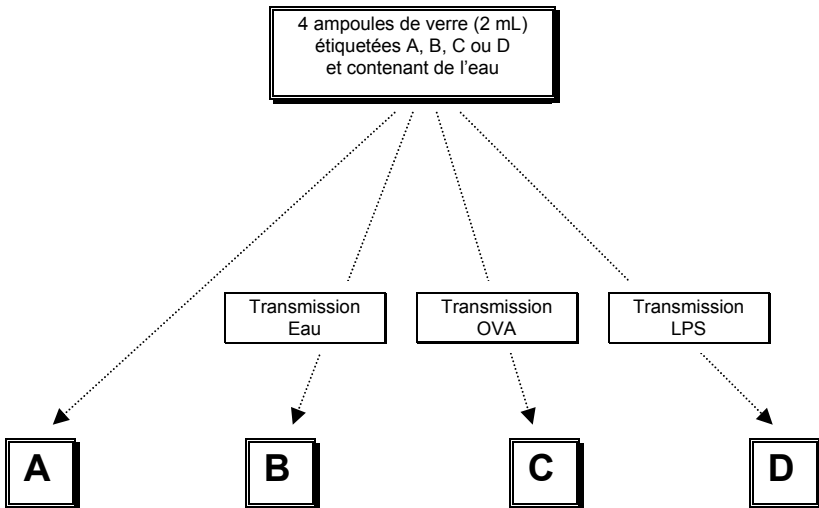 4 ampoules de verre (2 mL)
étiquetées A, B, C ou D
et contenant de l'eau
Transmission
Eau
Transmission
OVA
Transmission
LPS
A
B
C
D